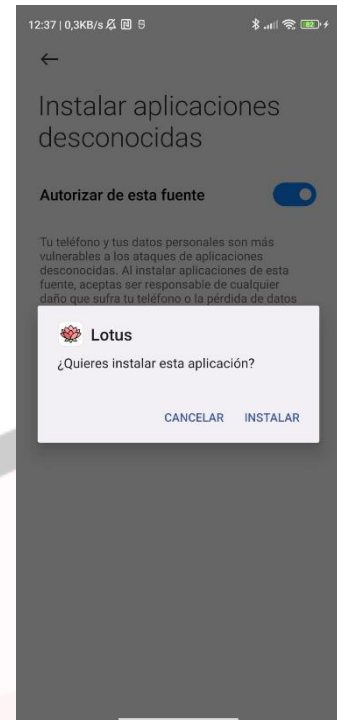 12:37 | 0,3KB/s
82
Instalar aplicaciones
desconocidas
Autorizar de esta fuente
Tu teléfono y tus datos personales son más
vulnerables a los ataques de aplicaciones
desconocidas. Al instalar aplicaciones de esta
fuente, aceptas ser responsable de cualquier
daño que sufra tu teléfono o la pérdida de datos
Lotus
¿Quieres instalar esta aplicación?
CANCELAR INSTALAR